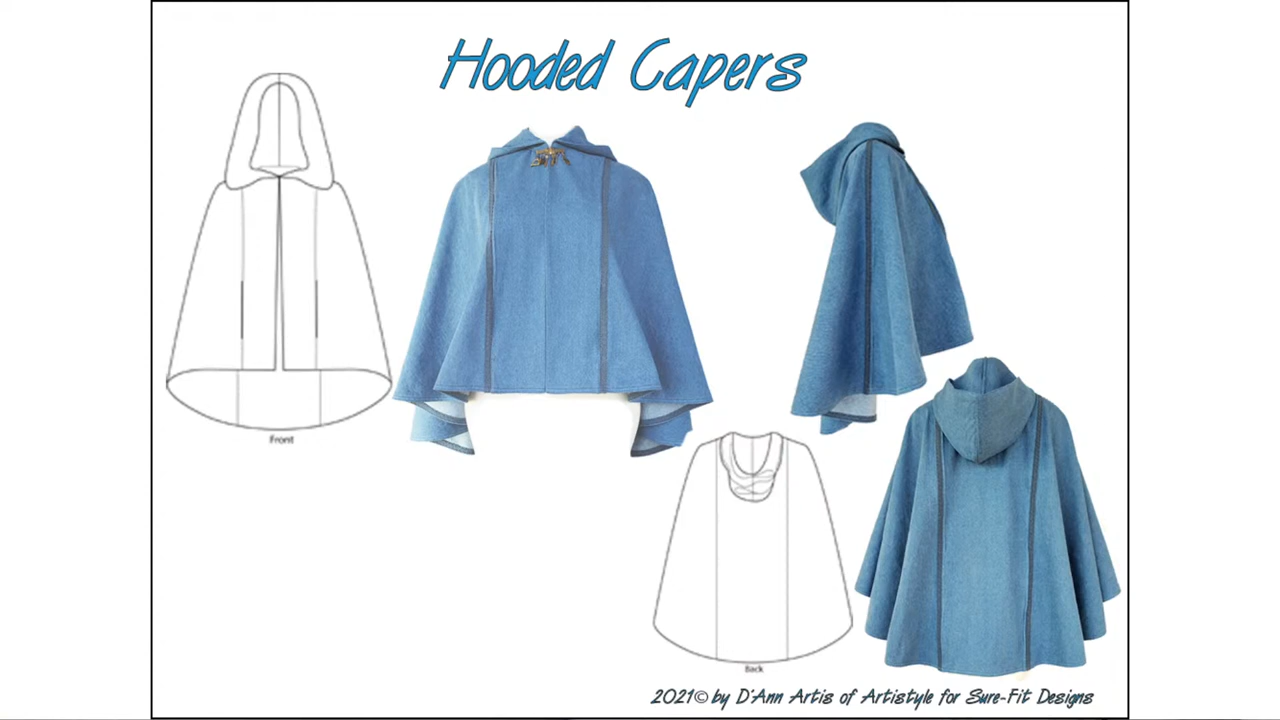 Hooded Capers
Front
Back
2021© by D'Ann Artis of Artistyle for Sure-Fit Designs